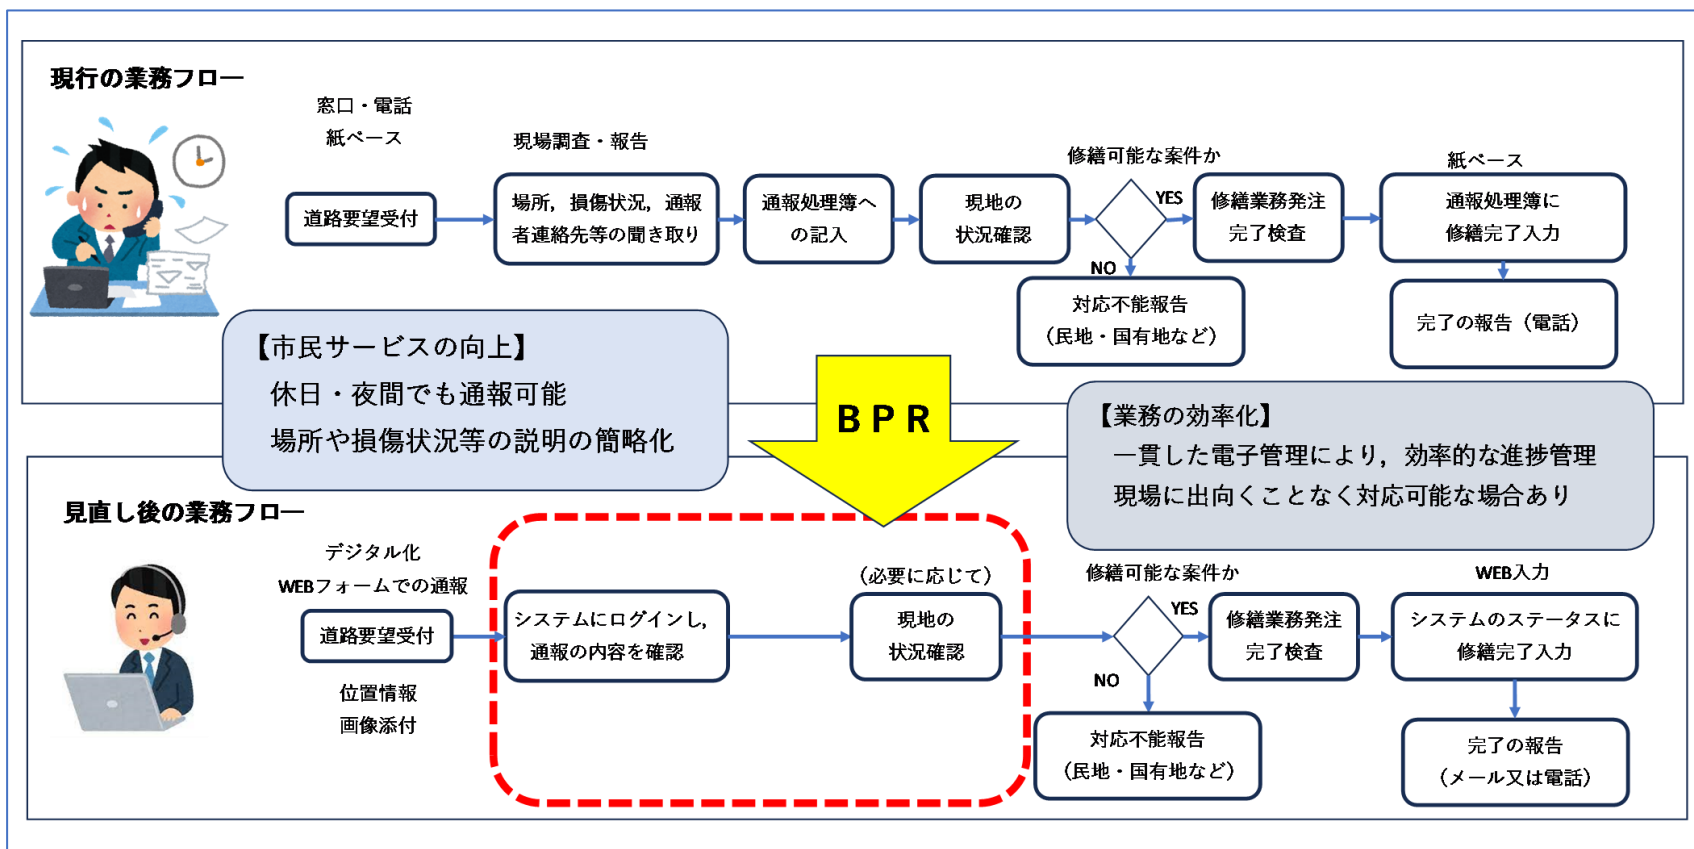 現行の業務フロー
窓口・電話
紙ベース
現場調査・報告
修繕可能な案件か
紙ベース
道路要望受付
場所，損傷状況，通報
者連絡先等の聞き取り
通報処理簿へ
の記入
現地の
状況確認
YES
NO
修繕業務発注
完了検査
通報処理簿に
修繕完了入力
対応不能報告
（民地・国有地など）
完了の報告（電話）
【市民サービスの向上】
休日・夜間でも通報可能
場所や損傷状況等の説明の簡略化
ＢＰＲ
【業務の効率化】
一貫した電子管理により，効率的な進捗管理
現場に出向くことなく対応可能な場合あり
見直し後の業務フロー
デジタル化
WEBフォームでの通報
（必要に応じて）
修繕可能な案件か
WEB入力
道路要望受付
システムにログインし，
通報の内容を確認
現地の
状況確認
YES
NO
修繕業務発注
完了検査
システムのステータスに
修繕完了入力
位置情報
画像添付
対応不能報告
（民地・国有地など）
完了の報告
（メール又は電話）